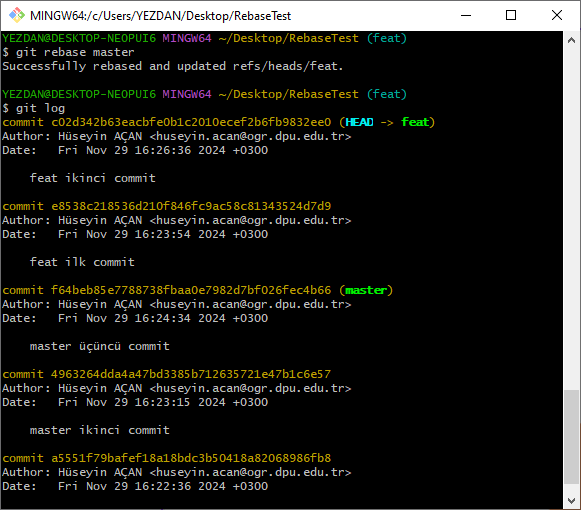 MINGW64:/c/Users/YEZDAN/Desktop/RebaseTest
YEZDAN@DESKTOP-NEOPUI6 MINGW64 ~/Desktop/RebaseTest (feat)
$ git rebase master
Successfully rebased and updated refs/heads/feat.
YEZDAN@DESKTOP-NEOPUI6 MINGW64 ~/Desktop/RebaseTest (feat)
$ git log
commit c02d342b63eacbfe0b1c2010ecef2b6fb9832ee0 (HEAD -> feat)
Author: Hüseyin AÇAN <huseyin.acan@ogr.dpu.edu.tr>
Date:   Fri Nov 29 16:26:36 2024 +0300
feat ikinci commit
commit e8538c218536d210f846fc9ac58c81343524d7d9
Author: Hüseyin AÇAN <huseyin.acan@ogr.dpu.edu.tr>
Date:   Fri Nov 29 16:23:54 2024 +0300
feat ilk commit
commit f64beb85e7788738fbaa0e7982d7bf026fec4b66 (master)
Author: Hüseyin AÇAN <huseyin.acan@ogr.dpu.edu.tr>
Date:   Fri Nov 29 16:24:34 2024 +0300
master üçüncü commit
commit 4963264dda4a47bd3385b712635721e47b1c6e57
Author: Hüseyin AÇAN <huseyin.acan@ogr.dpu.edu.tr>
Date:   Fri Nov 29 16:23:15 2024 +0300
master ikinci commit
commit a5551f79bafef18a18bdc3b50418a82068986fb8
Author: Hüseyin AÇAN <huseyin.acan@ogr.dpu.edu.tr>
Date:   Fri Nov 29 16:22:36 2024 +0300